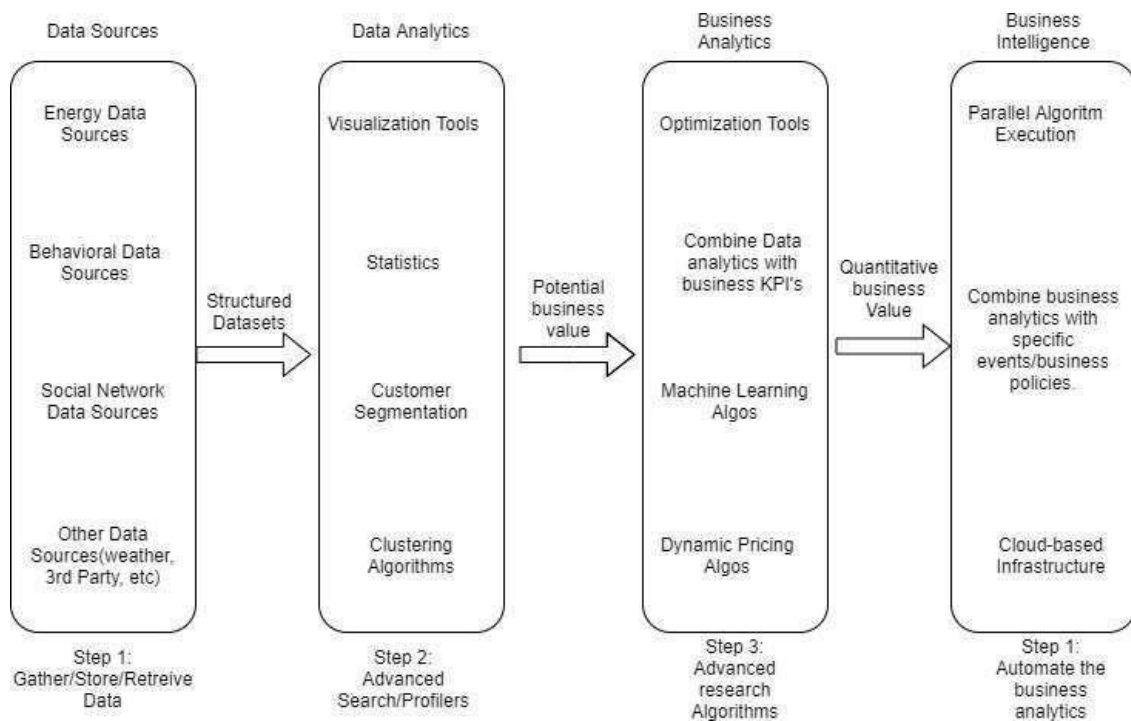 Data Sources
Data Analytics
Business
Analytics
Business
Intelligence
Energy Data
Sources
Behavioral Data
Sources
Social Network
Data Sources
Other Data
Sources(weather,
3rd Party, etc)
Step 1:
Gather/Store/Retreive
Data
Structured
Datasets
Visualization Tools
Statistics
Customer
Segmentation
Clustering
Algorithms
Step 2:
Advanced
Search/Profilers
Potential
business
value
Optimization Tools
Combine Data
analytics with
business KPI's
Machine Learning
Algos
Dynamic Pricing
Algos
Step 3:
Advanced
research
Algorithms
Quantitative
business
Value
Parallel Algoritm
Execution
Combine business
analytics with
specific
events/business
policies.
Cloud-based
Infrastructure
Step 1:
Automate the
business
analytics